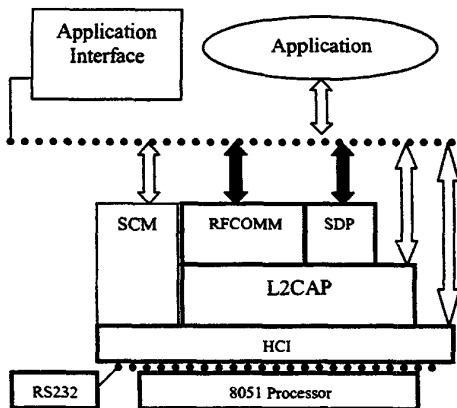 Application
Interface
Application
SCM
RFCOMM
SDP
L2CAP
HCI
RS232
8051 Processor